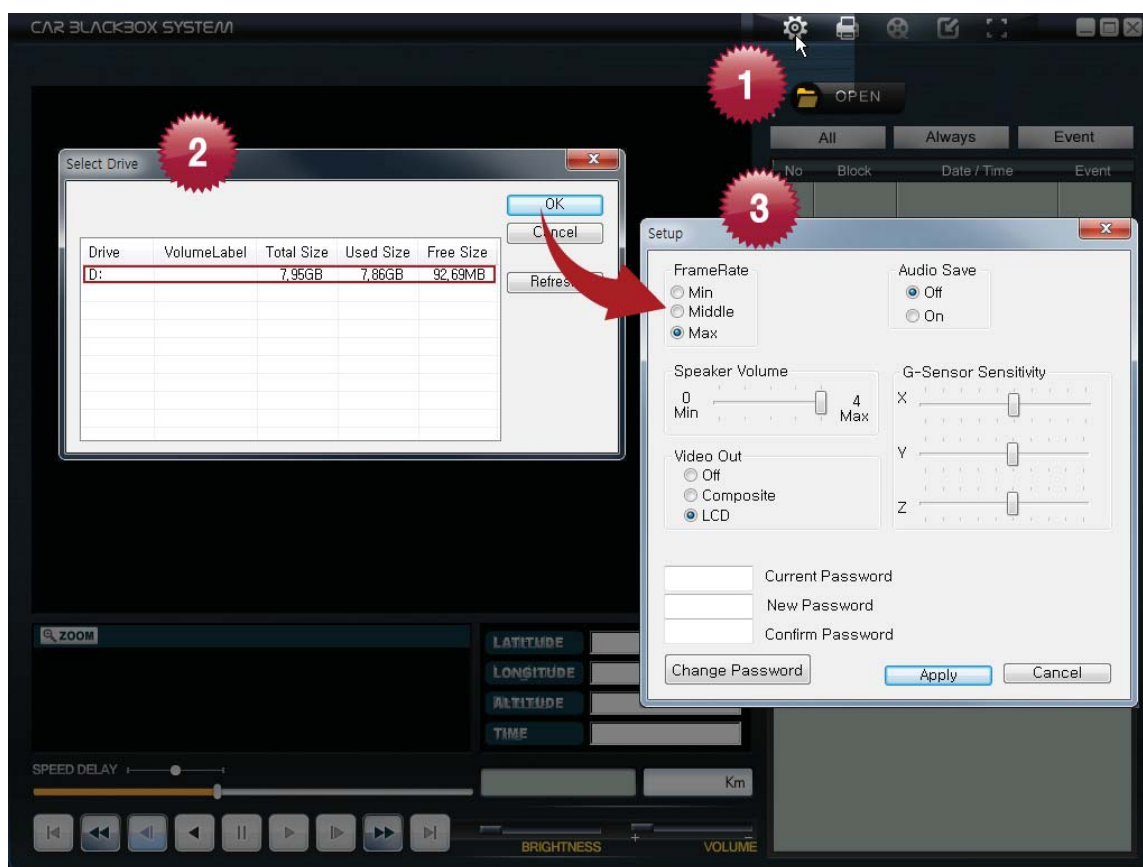 CAR BLACKBOX SYSTEM
1
OPEN
All Always Event
No Block Date / Time Event
2
Select Drive
OK
Cancel
Refresh
Drive VolumeLabel Total Size Used Size Free Size
D: 7,95GB 7,86GB 92,69MB
3
Setup
FrameRate
Min
Middle
Max
Audio Save
Off
On
Speaker Volume
0
Min
4
Max
G-Sensor Sensitivity
X
Y
Z
Video Out
Off
Composite
LCD
Current Password
New Password
Confirm Password
Change Password
Apply
Cancel
ZOOM
LATITUDE
LONGITUDE
ALTITUDE
TIME
SPEED DELAY
Km
BRIGHTNESS
+ −
VOLUME